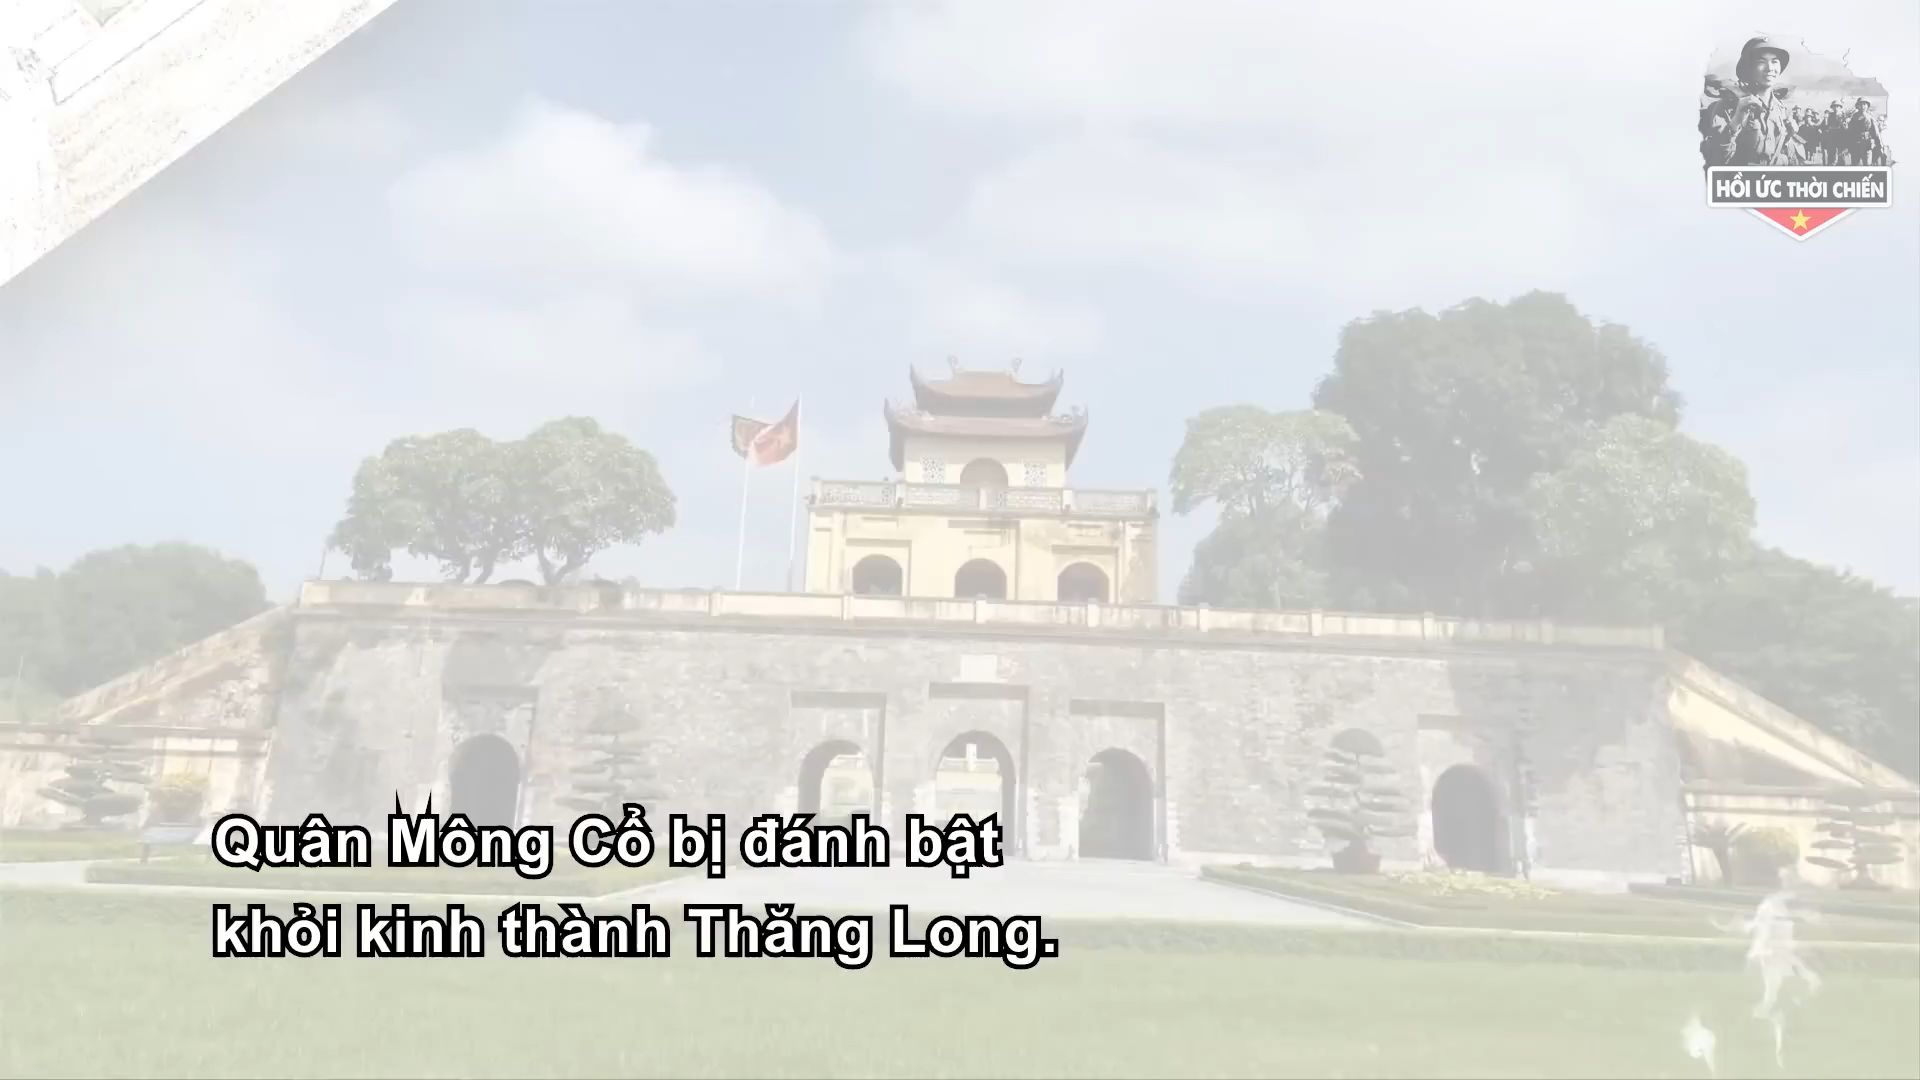 HỒI ỨC THỜI CHIẾN
Quân Mông Cổ bị đánh bật
khỏi kinh thành Thăng Long.